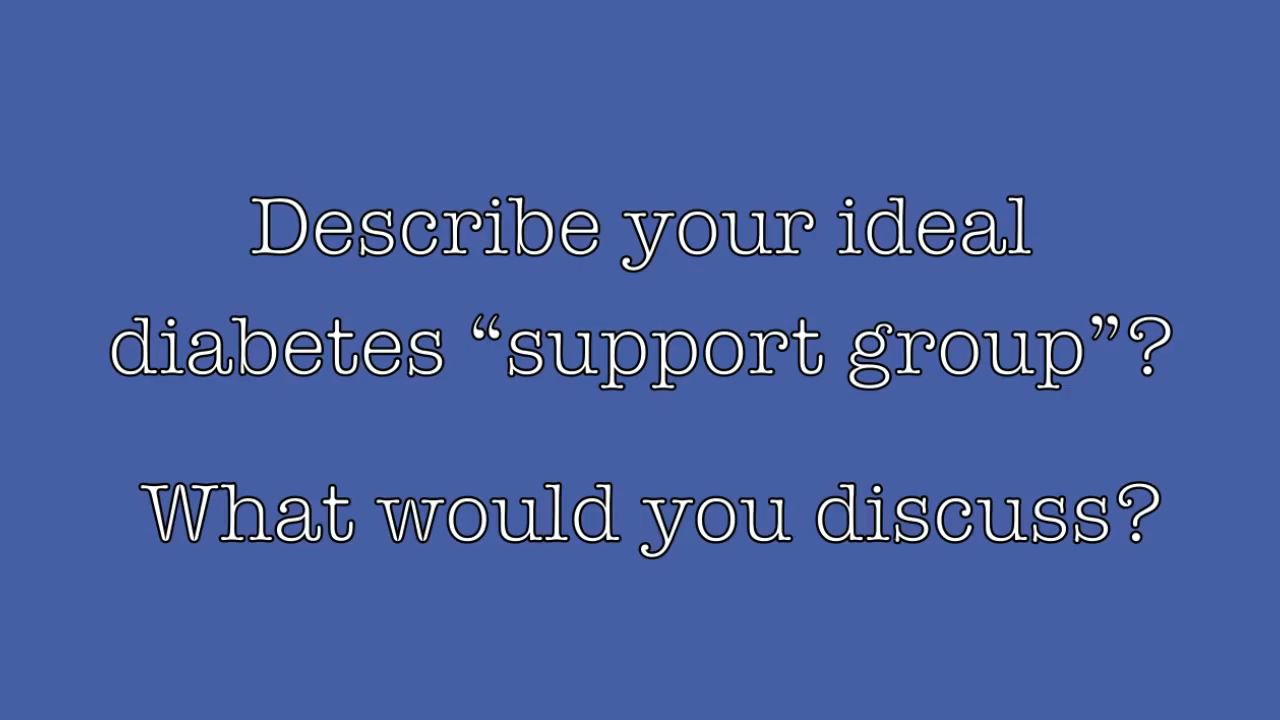 Describe your ideal
diabetes “support group”?
What would you discuss?